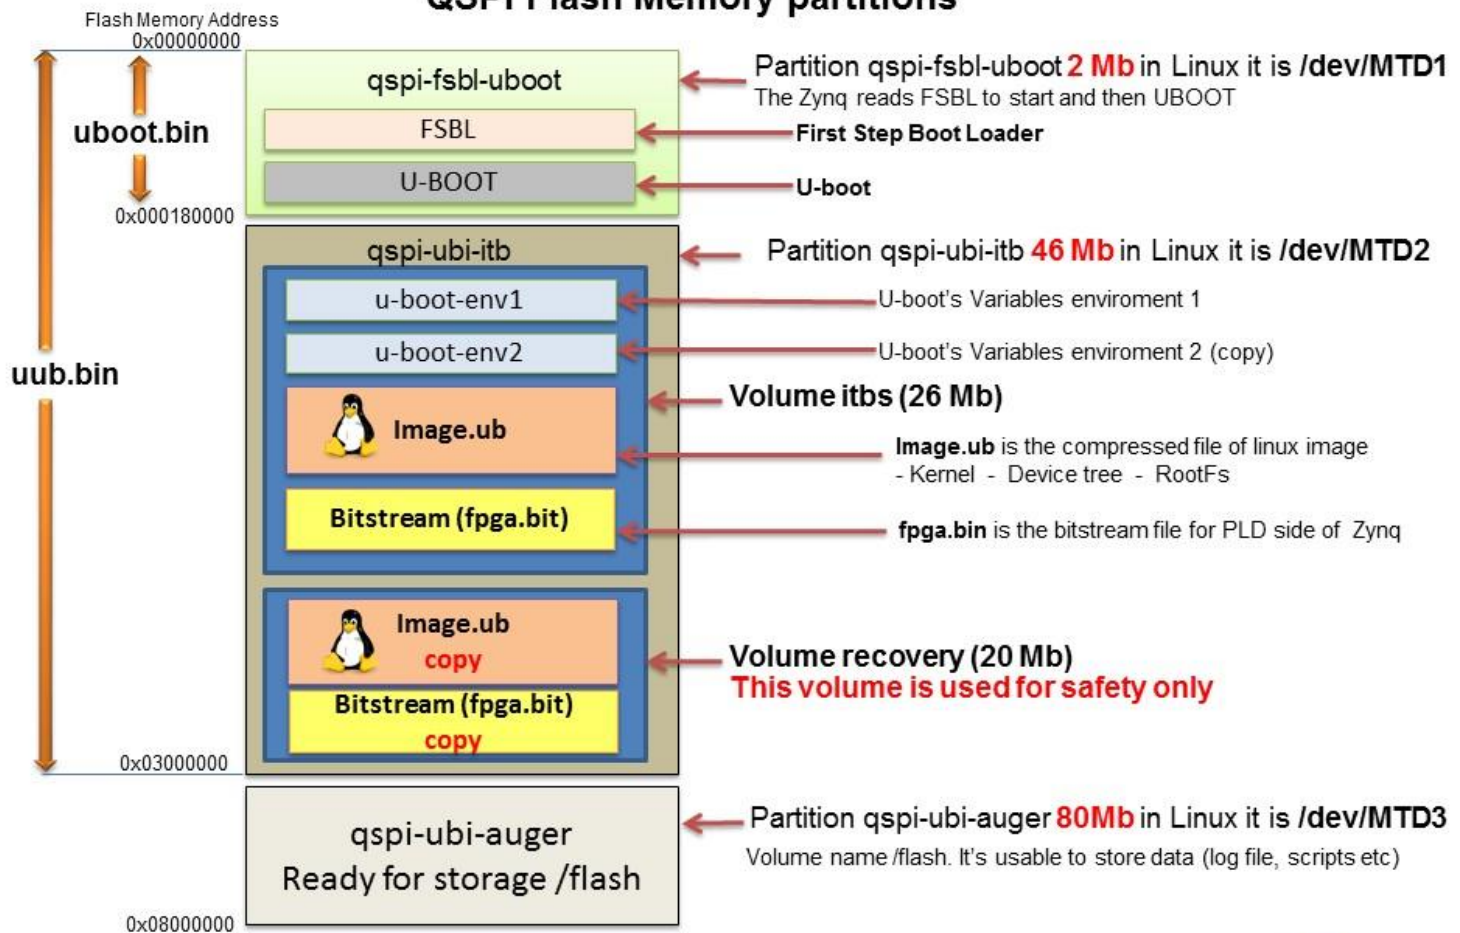 QSPI Flash Memory partitions
Flash Memory Address
0x00000000
qspi-fsbl-uboot
Partition qspi-fsbl-uboot 2 Mb in Linux it is /dev/MTD1
The Zynq reads FSBL to start and then UBOOT
uboot.bin
FSBL
First Step Boot Loader
U-BOOT
U-boot
0x000180000
qspi-ubi-itb
Partition qspi-ubi-itb 46 Mb in Linux it is /dev/MTD2
u-boot-env1
U-boot's Variables enviroment 1
u-boot-env2
U-boot's Variables enviroment 2 (copy)
uub.bin
Volume itbs (26 Mb)
Image.ub
Image.ub is the compressed file of linux image
- Kernel - Device tree - RootFs
Bitstream (fpga.bit)
fpga.bin is the bitstream file for PLD side of Zynq
Image.ub
copy
Volume recovery (20 Mb)
This volume is used for safety only
Bitstream (fpga.bit)
copy
0x03000000
Partition qspi-ubi-auger 80Mb in Linux it is /dev/MTD3
Volume name /flash. It's usable to store data (log file, scripts etc)
qspi-ubi-auger
Ready for storage /flash
0x08000000